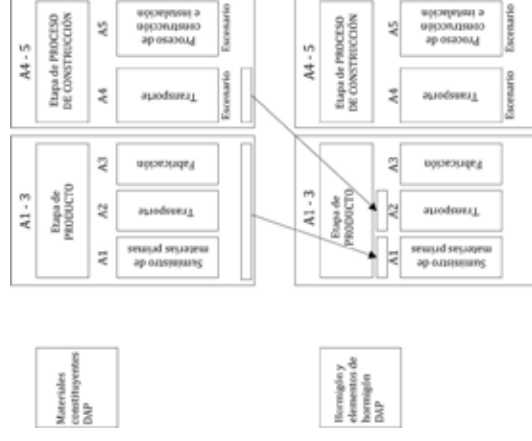 Materiales
constituyentes
DAP
A1 - 3
Etapa de
PRODUCTO
A1
A2
A3
Suministro de
materias primas
Transporte
Fabricación
A4 - 5
Etapa de PROCESO
DE CONSTRUCCIÓN
A4
A5
Transporte
Proceso de
construcción
e instalación
Escenario
Escenario
Hormigón y
elementos de
hormigón
DAP
A1 - 3
Etapa de
PRODUCTO
A1
A2
A3
Suministro de
materias primas
Transporte
Fabricación
A4 - 5
Etapa de PROCESO
DE CONSTRUCCIÓN
A4
A5
Transporte
Proceso de
construcción
e instalación
Escenario
Escenario